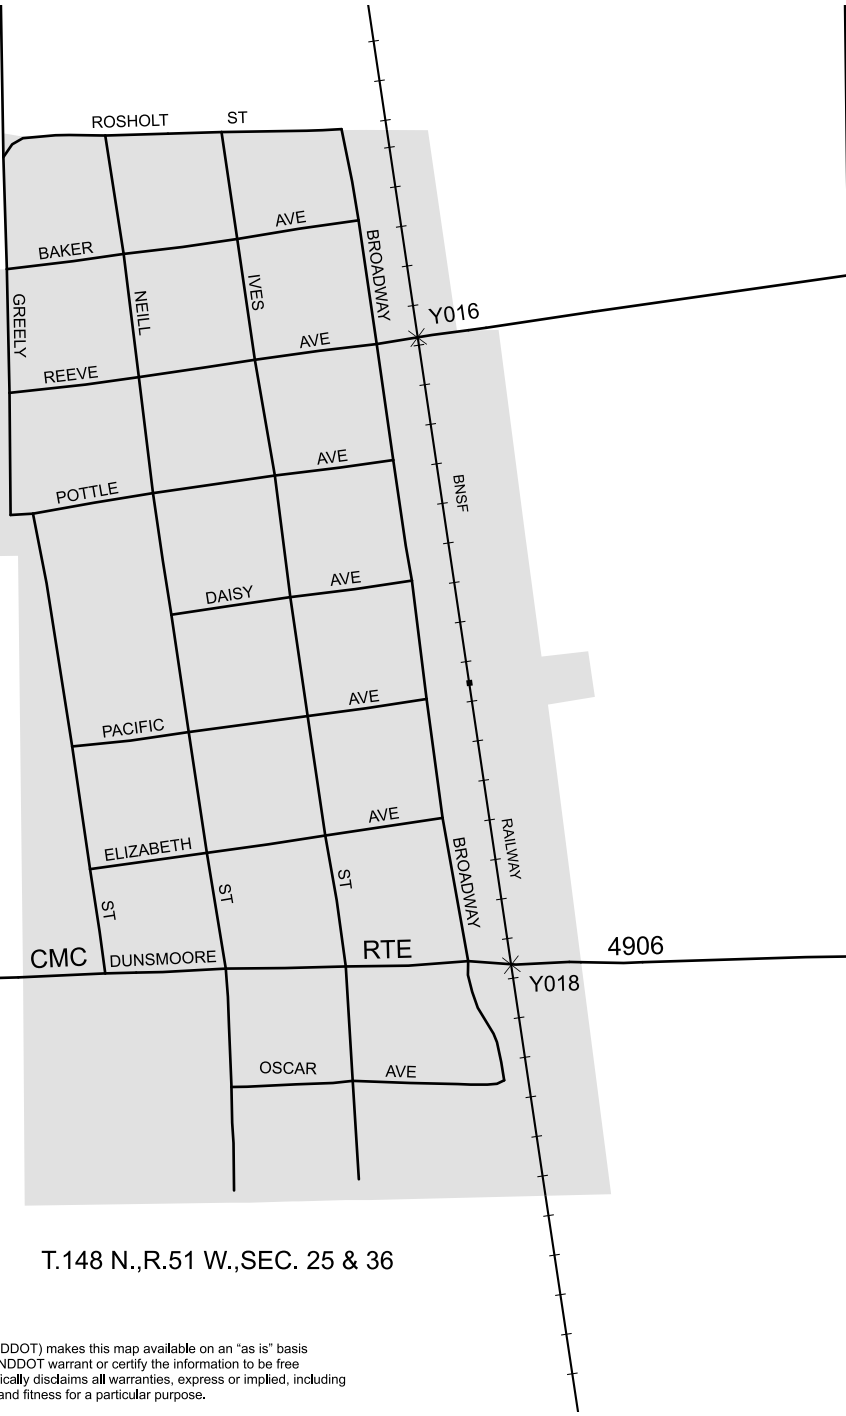 ROSHOLT ST
BAKER AVE
BROADWAY
GREELY
NEILL
IVES
Y016
REEVE AVE
POTTLE AVE
BNSF
DAISY AVE
PACIFIC AVE
ELIZABETH AVE
RAILWAY
BROADWAY
ST
ST
ST
CMC DUNSMOORE RTE 4906
Y018
OSCAR AVE
T.148 N.,R.51 W.,SEC. 25 & 36
DDOT) makes this map available on an “as is” basis
NDDOT warrant or certify the information to be free
ically disclaims all warranties, express or implied, including
and fitness for a particular purpose.